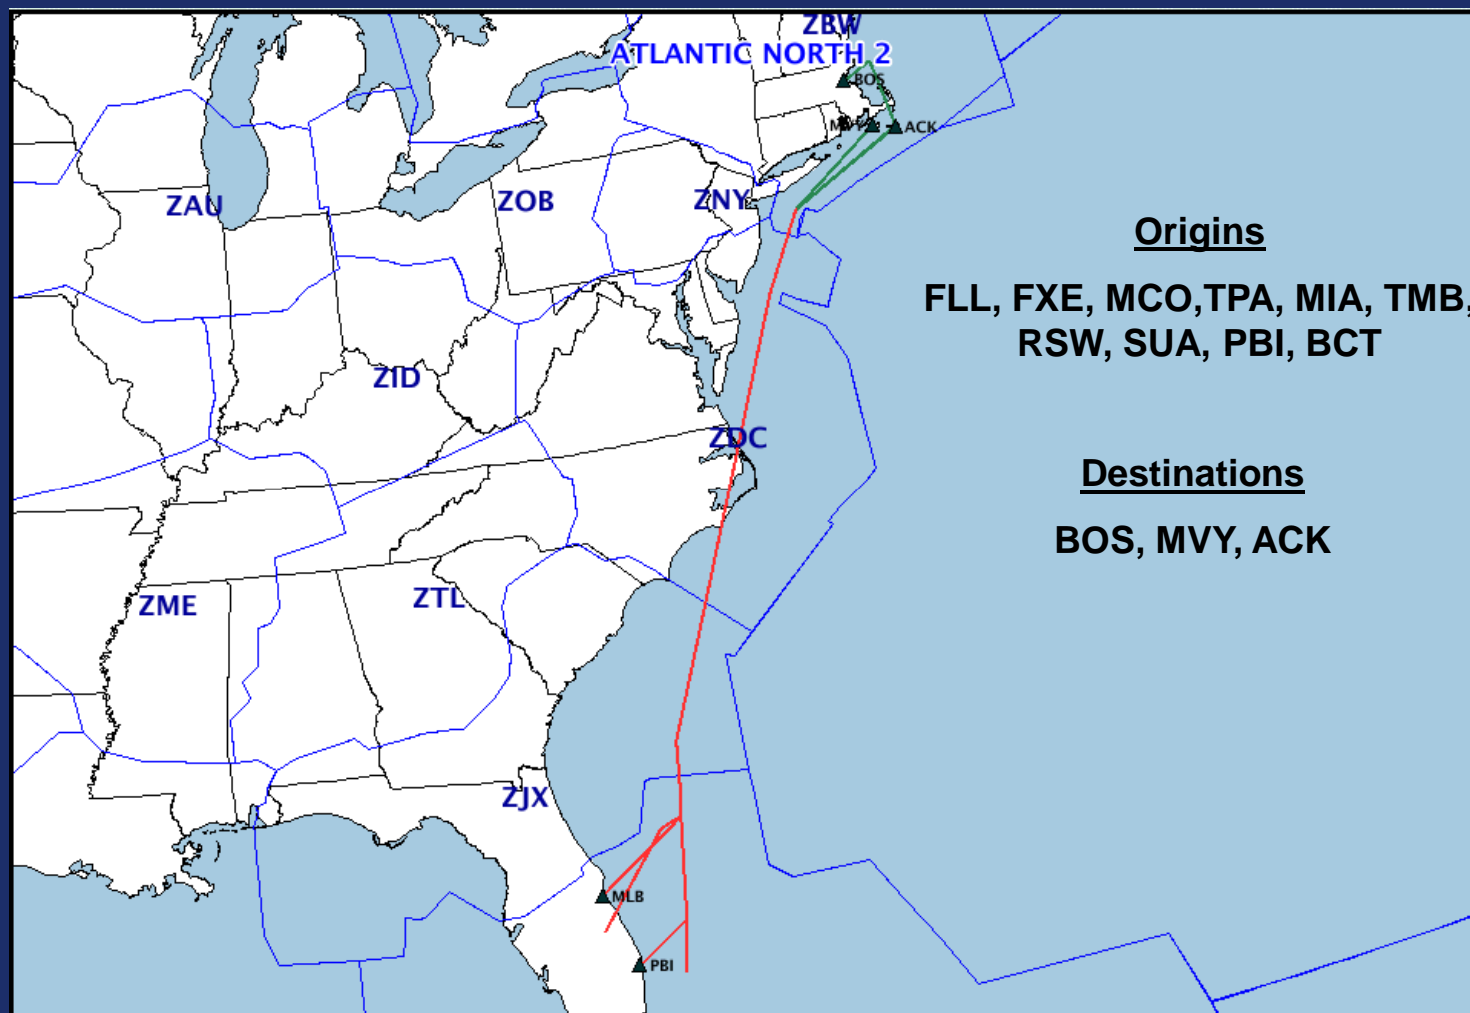 ZBW
ATLANTIC NORTH 2
BOS
MVY
ACK
ZAU
ZOB
ZNY
Origins
FLL, FXE, MCO,TPA, MIA, TMB,
RSW, SUA, PBI, BCT
ZID
ZDC
Destinations
BOS, MVY, ACK
ZME
ZTL
ZJX
MLB
PBI